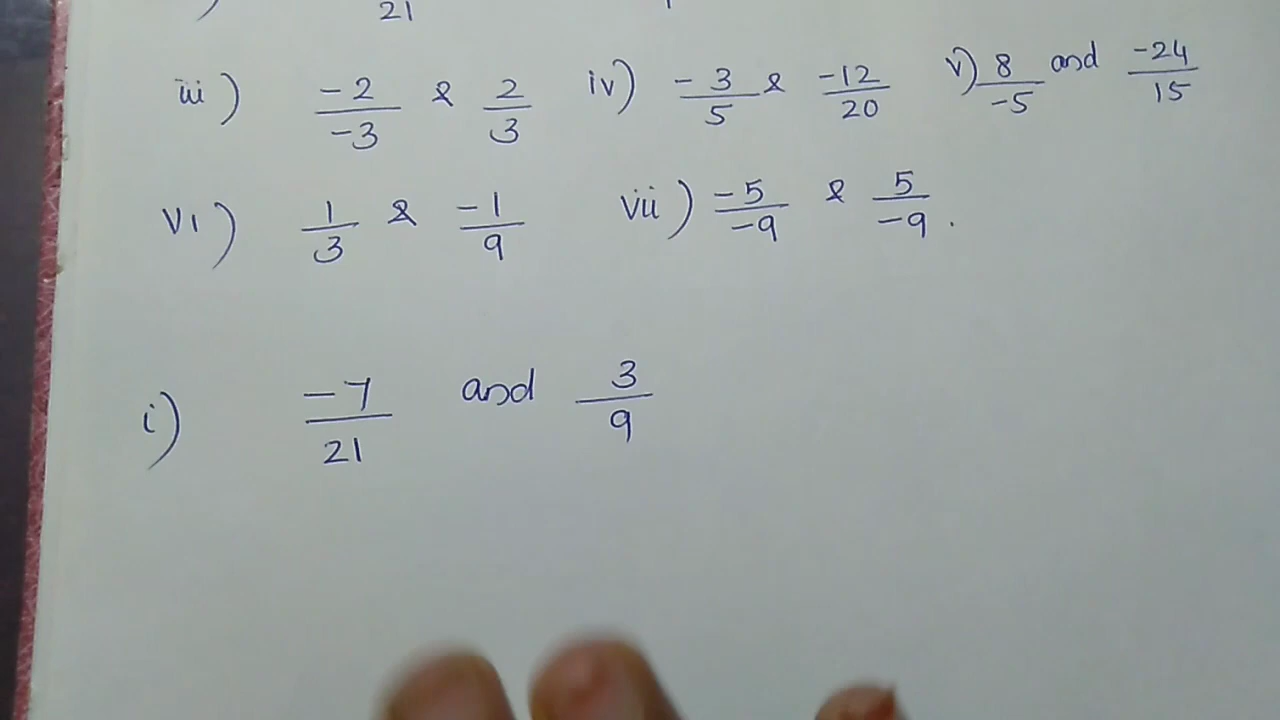 21
iii) -2/-3 & 2/3 iv) -3/5 & -12/20 v) 8/-5 and -24/15
vi) 1/3 & -1/9 vii) -5/-9 & 5/-9.
i) -7/21 and 3/9